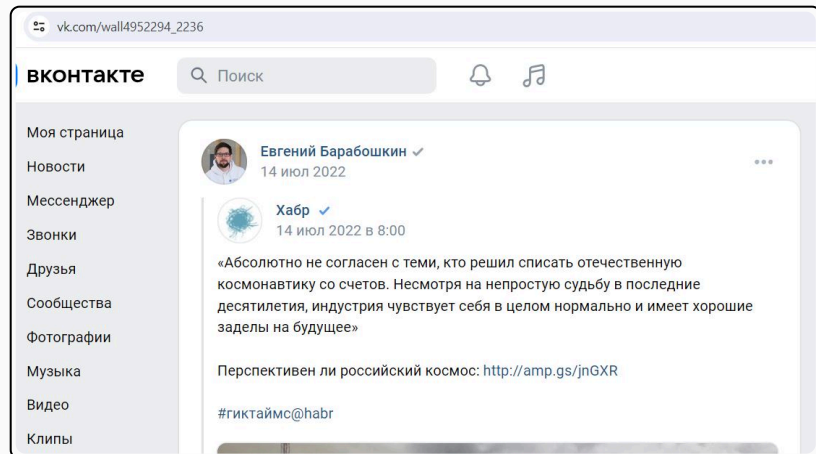 vk.com/wall4952294_2236
вконтакте
Поиск
Моя страница
Новости
Мессенджер
Звонки
Друзья
Сообщества
Фотографии
Музыка
Видео
Клипы
Евгений Барабошкин
14 июл 2022
Хабр
14 июл 2022 в 8:00
«Абсолютно не согласен с теми, кто решил списать отечественную
космонавтику со счетов. Несмотря на непростую судьбу в последние
десятилетия, индустрия чувствует себя в целом нормально и имеет хорошие
заделы на будущее»
Перспективен ли российский космос: http://amp.gs/jnGXR
#гиктаймс@habr